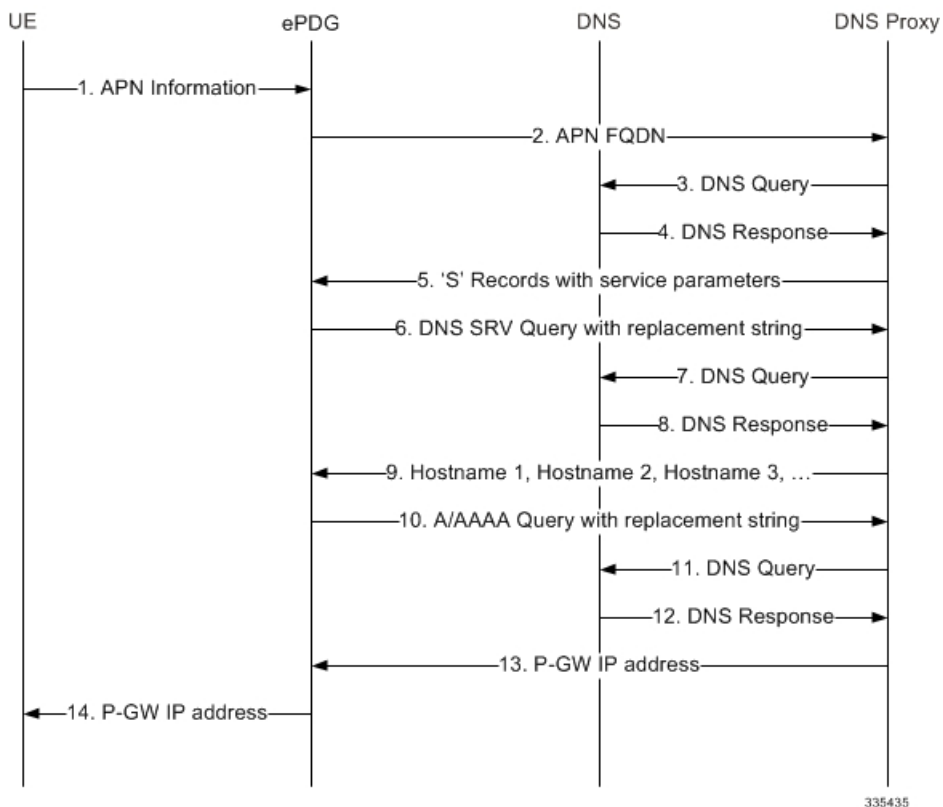 UE ePDG DNS DNS Proxy
1. APN Information
2. APN FQDN
3. DNS Query
4. DNS Response
5. ‘S’ Records with service parameters
6. DNS SRV Query with replacement string
7. DNS Query
8. DNS Response
9. Hostname 1, Hostname 2, Hostname 3, …
10. A/AAAA Query with replacement string
11. DNS Query
12. DNS Response
13. P-GW IP address
14. P-GW IP address
335435